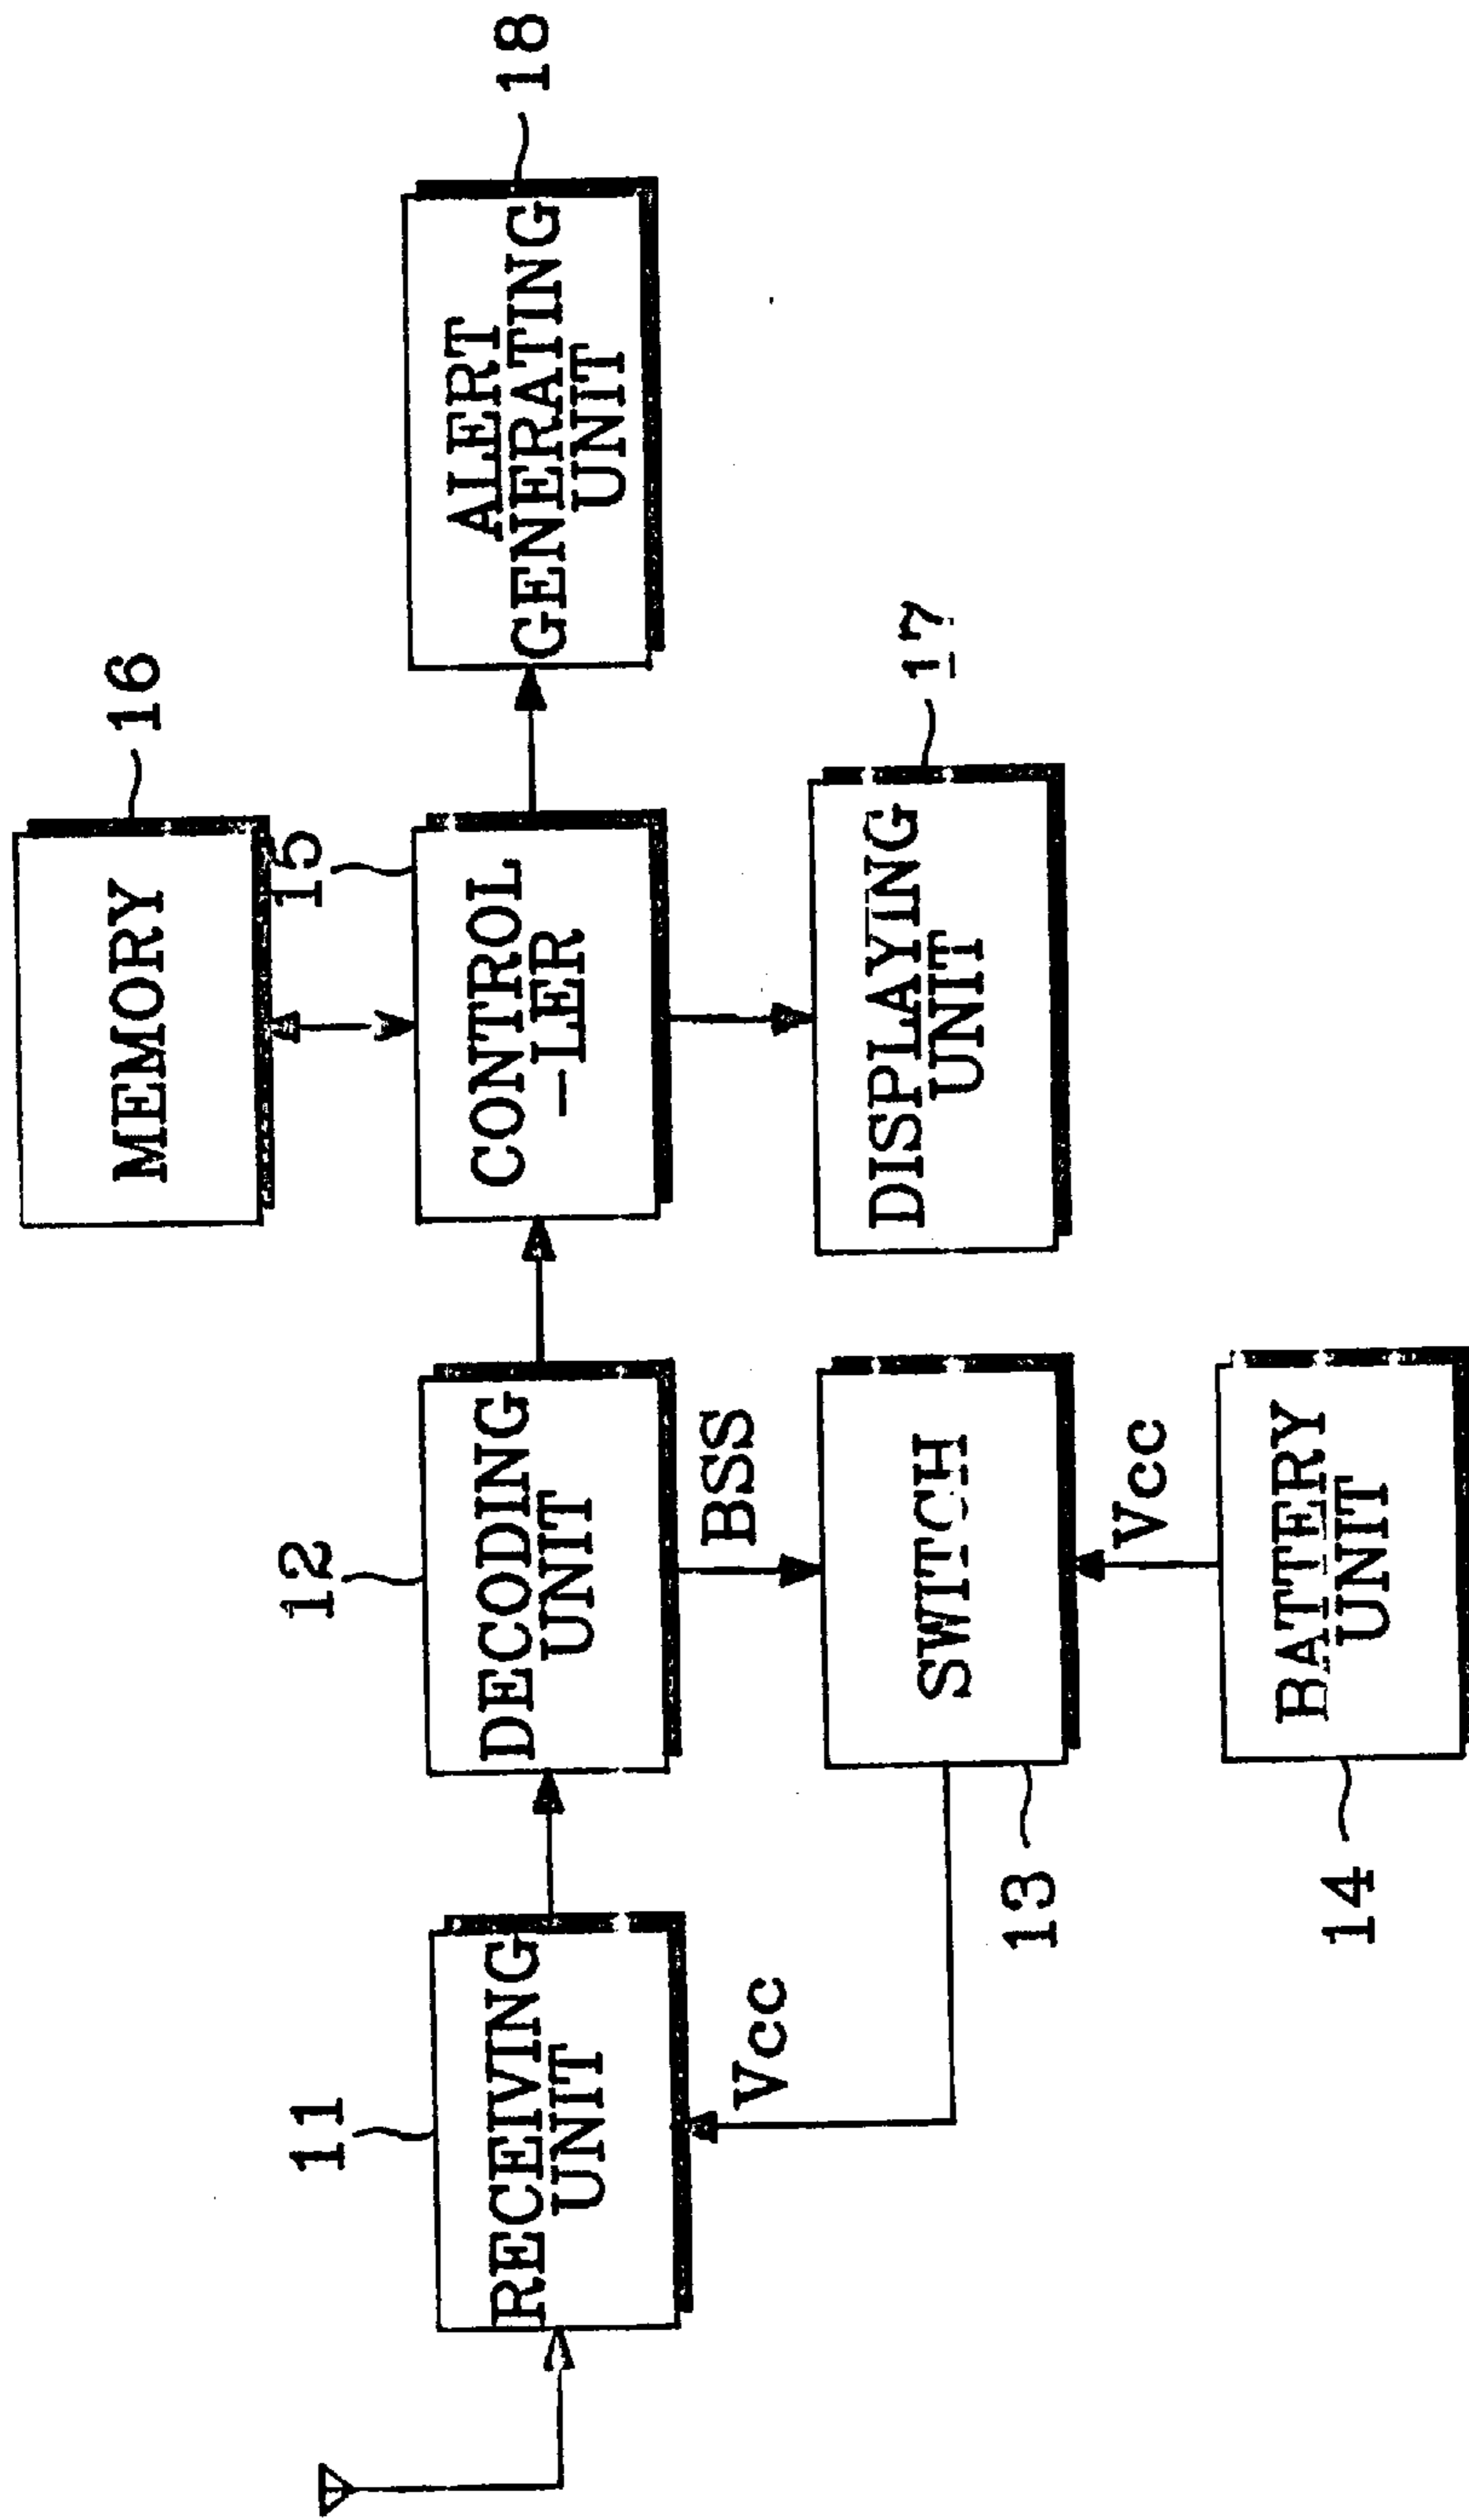 16
MEMORY
11
12
15
RECEIVING
UNIT
DECODING
UNIT
CONTROL
_LER
ALERT
GENERATING
UNIT
18
Vcc
BSS
SWITCH
DISPLAYING
UNIT
17
13
Vcc
BATTERY
UNIT
14